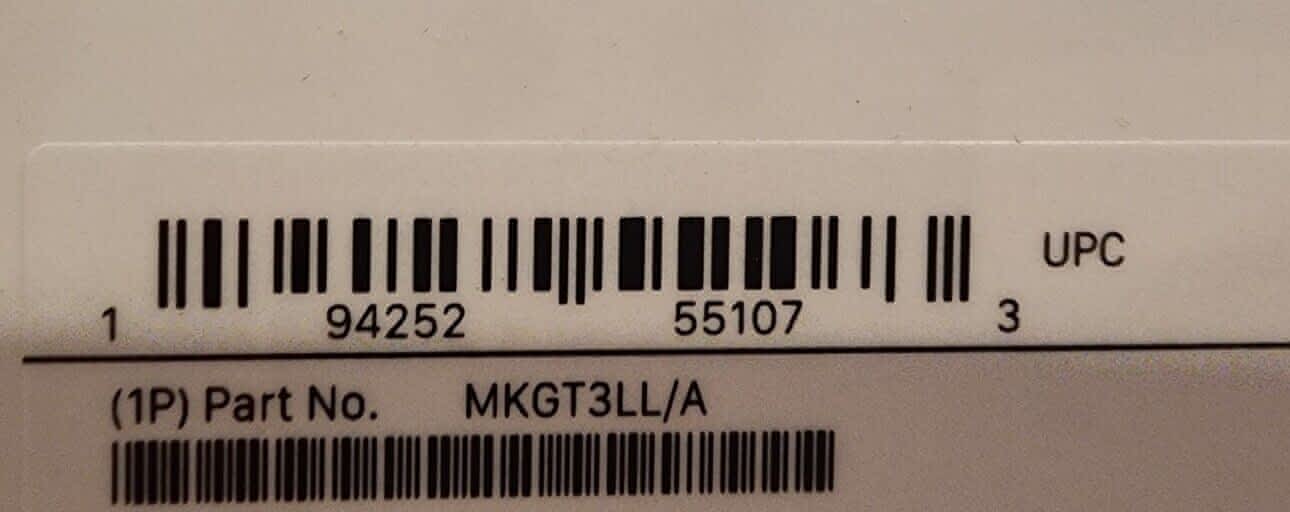 UPC
1 94252 55107 3
(1P) Part No. MKGT3LL/A